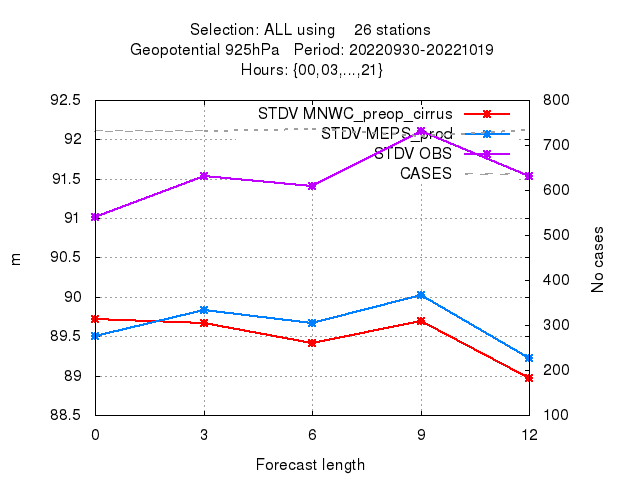 Selection: ALL using    26 stations
Geopotential 925hPa   Period: 20220930-20221019
Hours: {00,03,...,21}
92.5
92
91.5
91
90.5
90
89.5
89
88.5
m
STDV MNWC_preop_cirrus
STDV MEPS_prod
STDV OBS
CASES
800
700
600
500
400
300
200
100
No cases
0 3 6 9 12
Forecast length